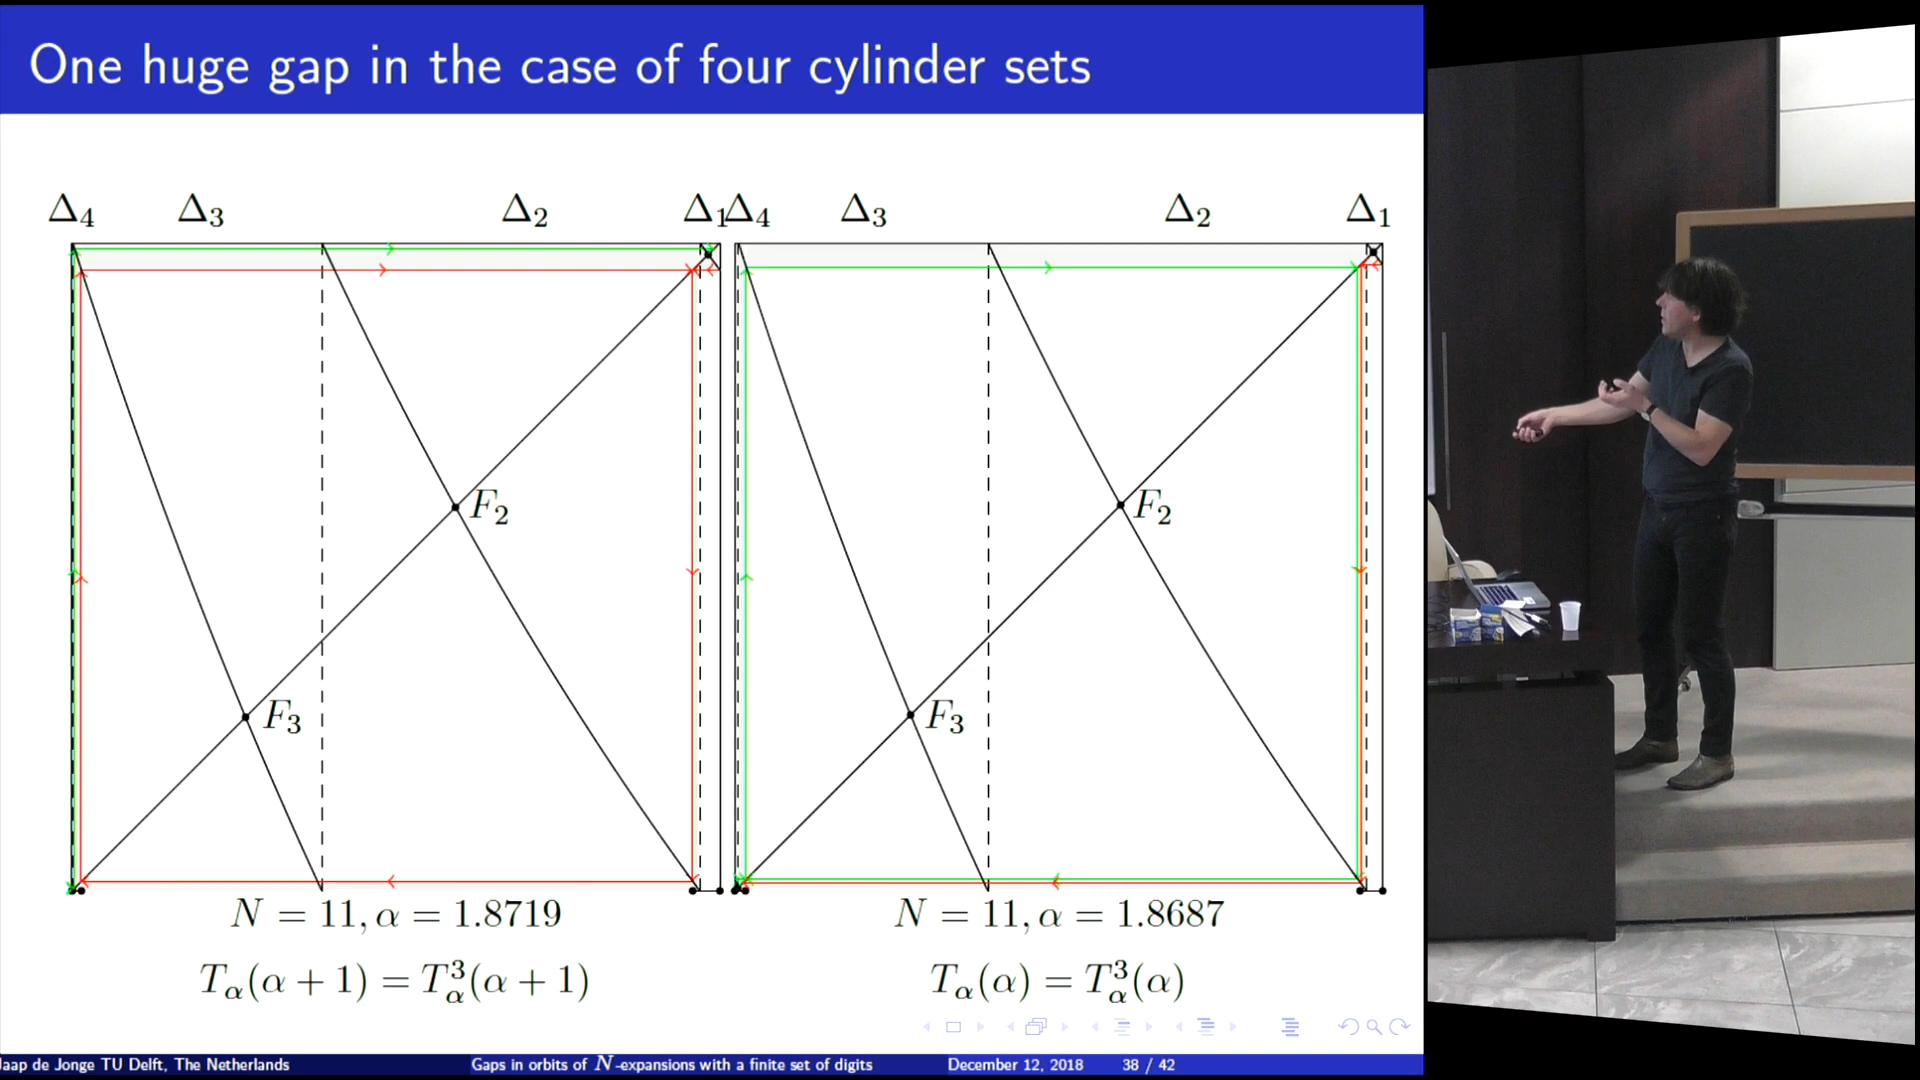 One huge gap in the case of four cylinder sets
Δ₄ Δ₃ Δ₂ Δ₁ Δ₄ Δ₃ Δ₂ Δ₁
F₂ F₂
F₃ F₃
N = 11, α = 1.8719
T_α(α + 1) = T_α³(α + 1)
N = 11, α = 1.8687
T_α(α) = T_α³(α)
Jaap de Jonge TU Delft, The Netherlands
Gaps in orbits of N-expansions with a finite set of digits
December 12, 2018
38 / 42